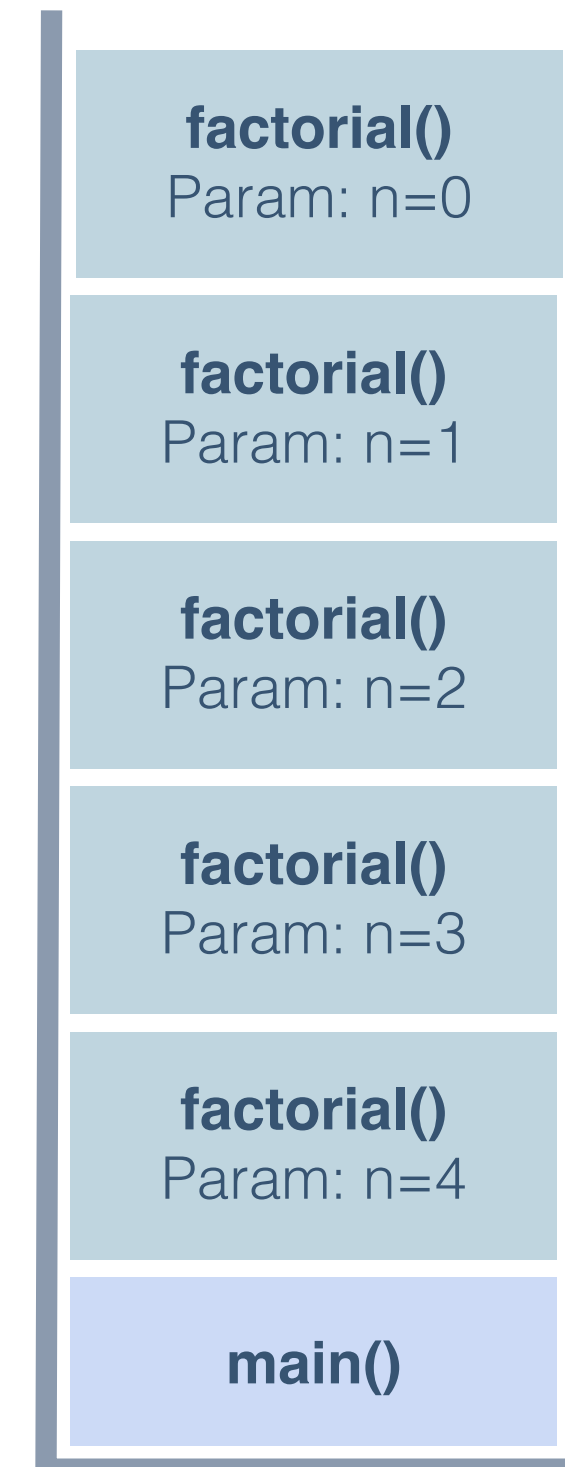 factorial()
Param: n=0
factorial()
Param: n=1
factorial()
Param: n=2
factorial()
Param: n=3
factorial()
Param: n=4
main()